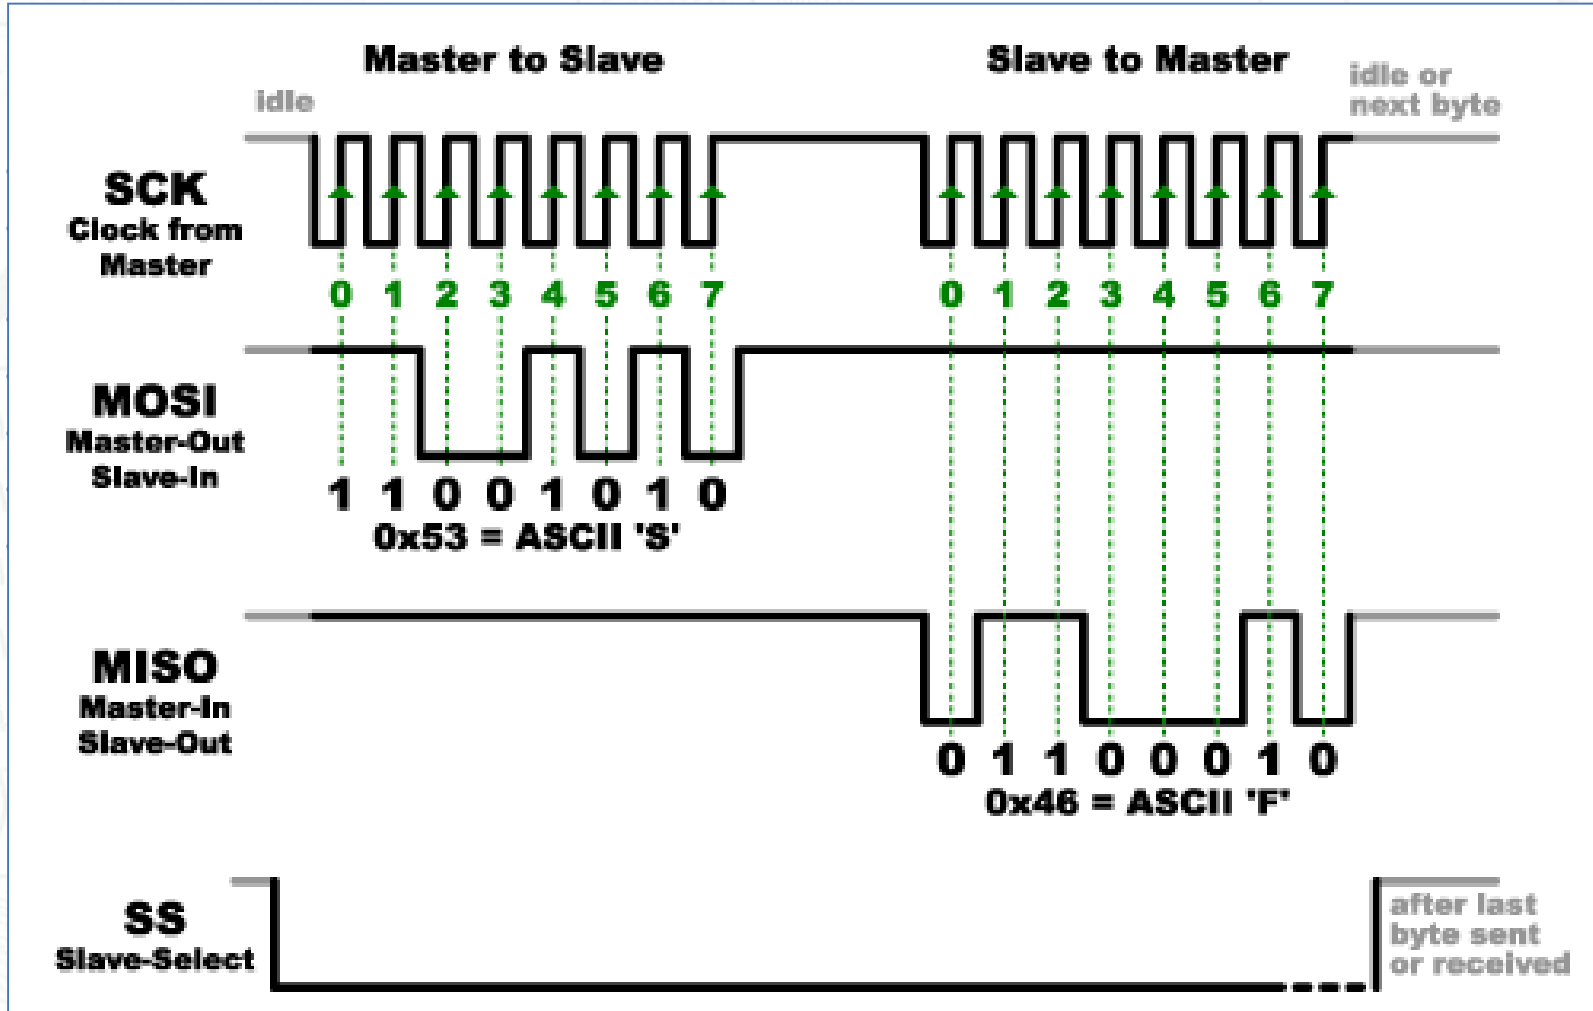 Master to Slave
Slave to Master
idle
idle or
next byte
SCK
Clock from
Master
0 1 2 3 4 5 6 7
0 1 2 3 4 5 6 7
MOSI
Master-Out
Slave-In
1 1 0 0 1 0 1 0
0x53 = ASCII 'S'
MISO
Master-In
Slave-Out
0 1 1 0 0 0 1 0
0x46 = ASCII 'F'
SS
Slave-Select
after last
byte sent
or received